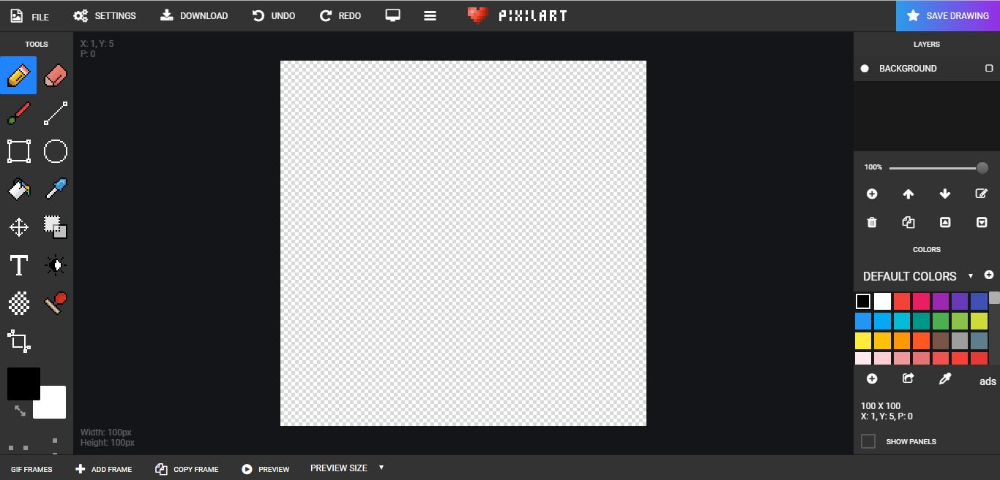 FILE
SETTINGS
DOWNLOAD
UNDO
REDO
PIXILART
SAVE DRAWING
TOOLS
X: 1, Y: 5
P: 0
LAYERS
BACKGROUND
100%
COLORS
DEFAULT COLORS
T
ads
100 X 100
X: 1, Y: 5, P: 0
SHOW PANELS
Width: 100px
Height: 100px
GIF FRAMES
ADD FRAME
COPY FRAME
PREVIEW
PREVIEW SIZE